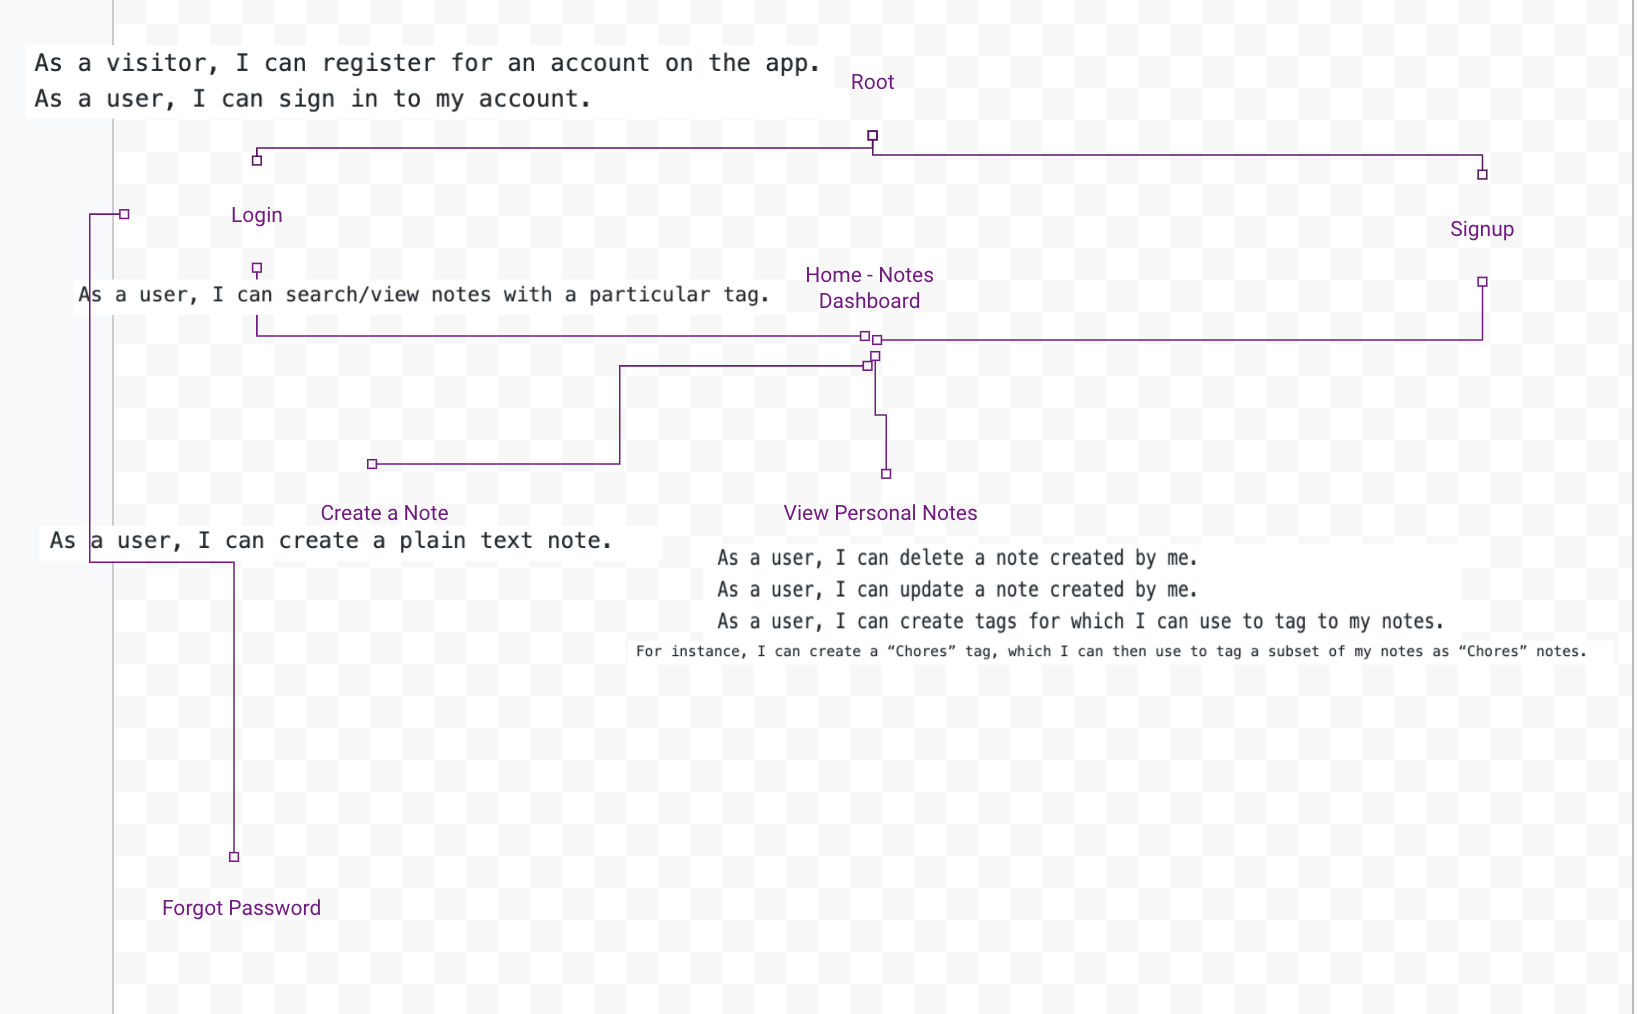 As a visitor, I can register for an account on the app.
As a user, I can sign in to my account.
Root
Login
Signup
Home - Notes
Dashboard
As a user, I can search/view notes with a particular tag.
Create a Note
As a user, I can create a plain text note.
View Personal Notes
As a user, I can delete a note created by me.
As a user, I can update a note created by me.
As a user, I can create tags for which I can use to tag to my notes.
For instance, I can create a “Chores” tag, which I can then use to tag a subset of my notes as “Chores” notes.
Forgot Password